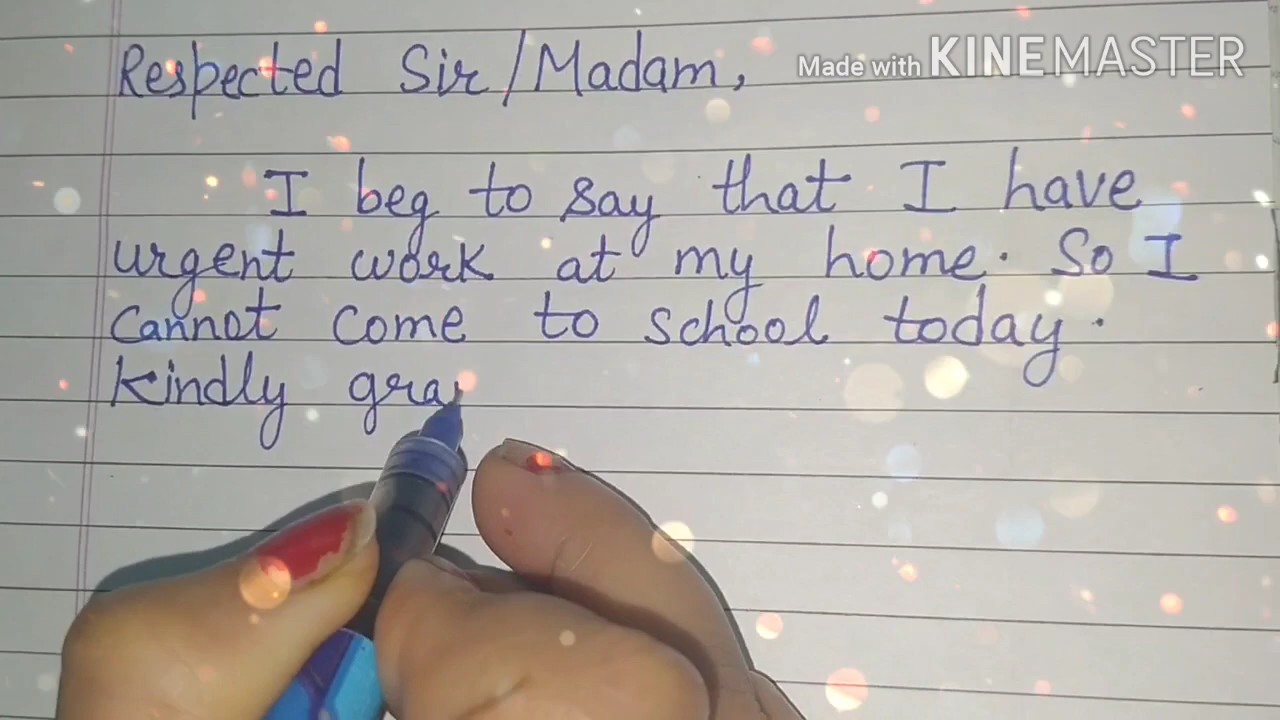 Made with KINEMASTER
Respected Sir/Madam,
I beg to say that I have
urgent work at my home. So I
cannot come to school today.
Kindly gra